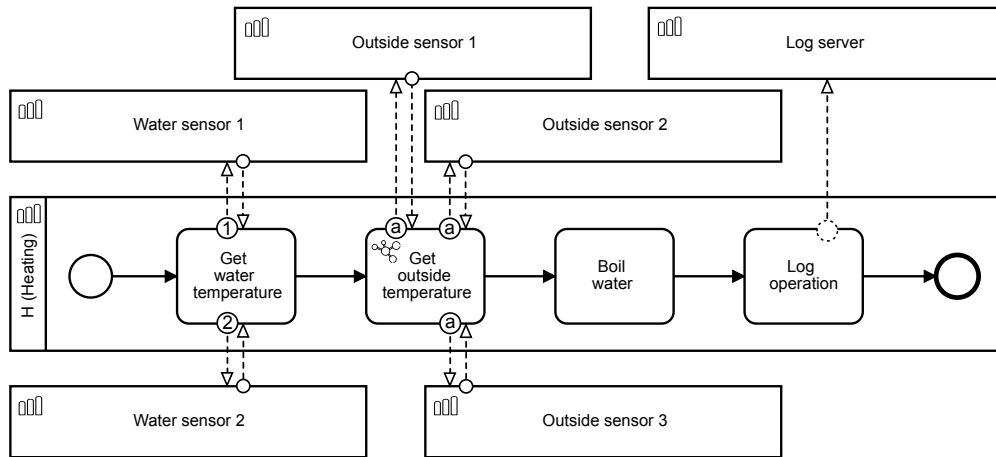 Outside sensor 1
Log server
Water sensor 1
Outside sensor 2
H (Heating)
1
a
a
Get
water
temperature
Get
outside
temperature
Boil
water
Log
operation
2
a
Water sensor 2
Outside sensor 3